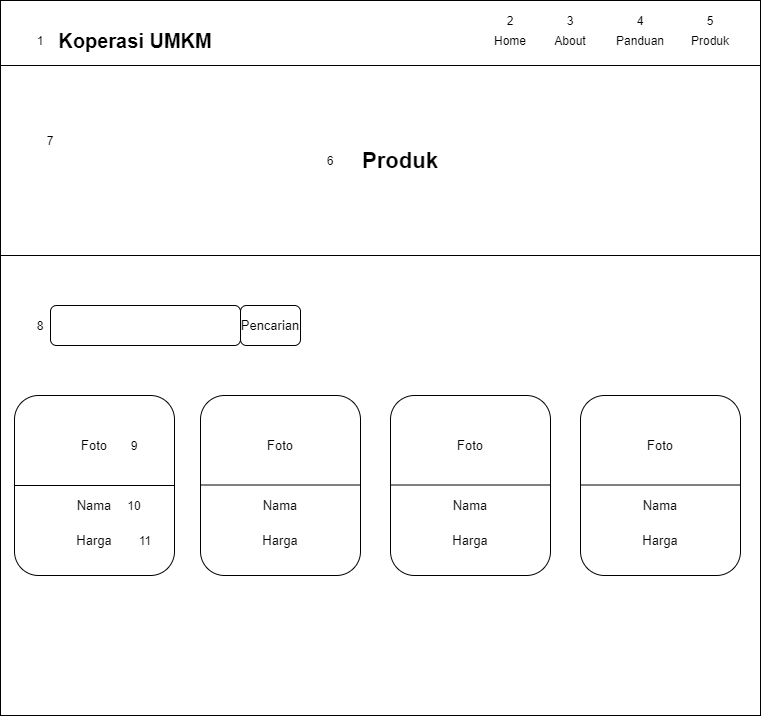 2 3 4 5
1 Koperasi UMKM Home About Panduan Produk
7
6 Produk
8 Pencarian
Foto 9 Foto Foto Foto
Nama 10 Nama Nama Nama
Harga 11 Harga Harga Harga